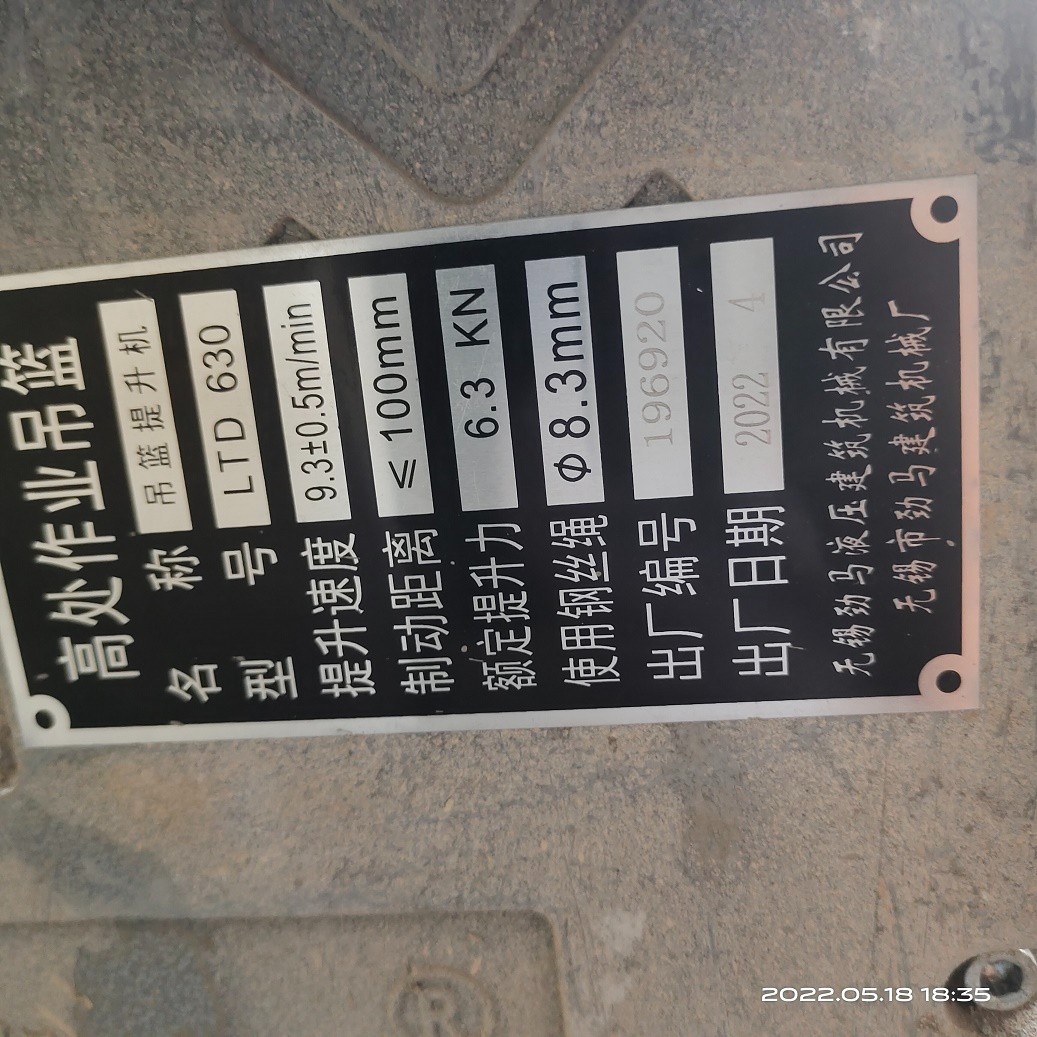 高处作业吊篮
名称 吊篮提升机
型号 LTD 630
提升速度 9.3±0.5m/min
制动距离 ≤100mm
额定提升力 6.3 KN
使用钢丝绳 Φ8.3mm
出厂编号 196920
出厂日期 2022 4
无锡劲马液压建筑机械有限公司
无锡市劲马建筑机械厂
R
2022.05.18 18:35